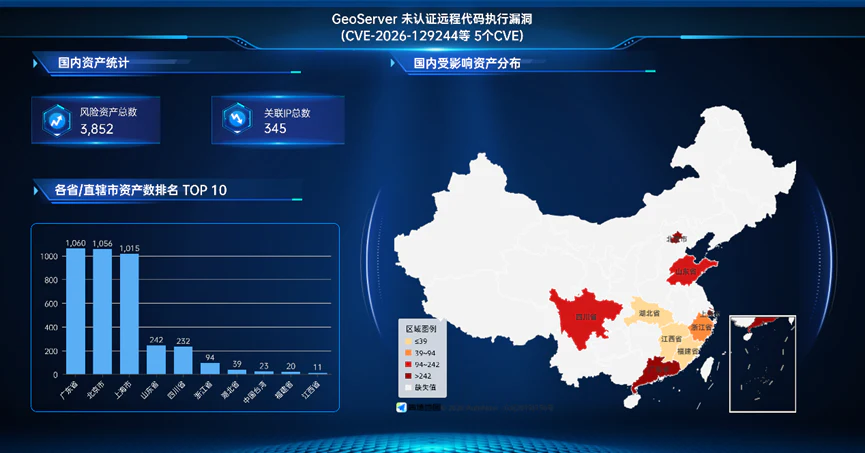 GeoServer 未认证远程代码执行漏洞
(CVE-2026-129244等 5个CVE)
国内资产统计
风险资产总数
3,852
关联IP总数
345
各省/直辖市资产数排名 TOP 10
1,060
1,056
1,015
242
232
94
39
23
20
11
1000
800
600
400
200
0
广东省
北京市
上海市
山东省
四川省
浙江省
湖北省
中国台湾
福建省
江西省
国内受影响资产分布
北京市
山东省
四川省
湖北省
上海市
浙江省
江西省
福建省
区域图例
≤39
39~94
94~242
>242
缺失值